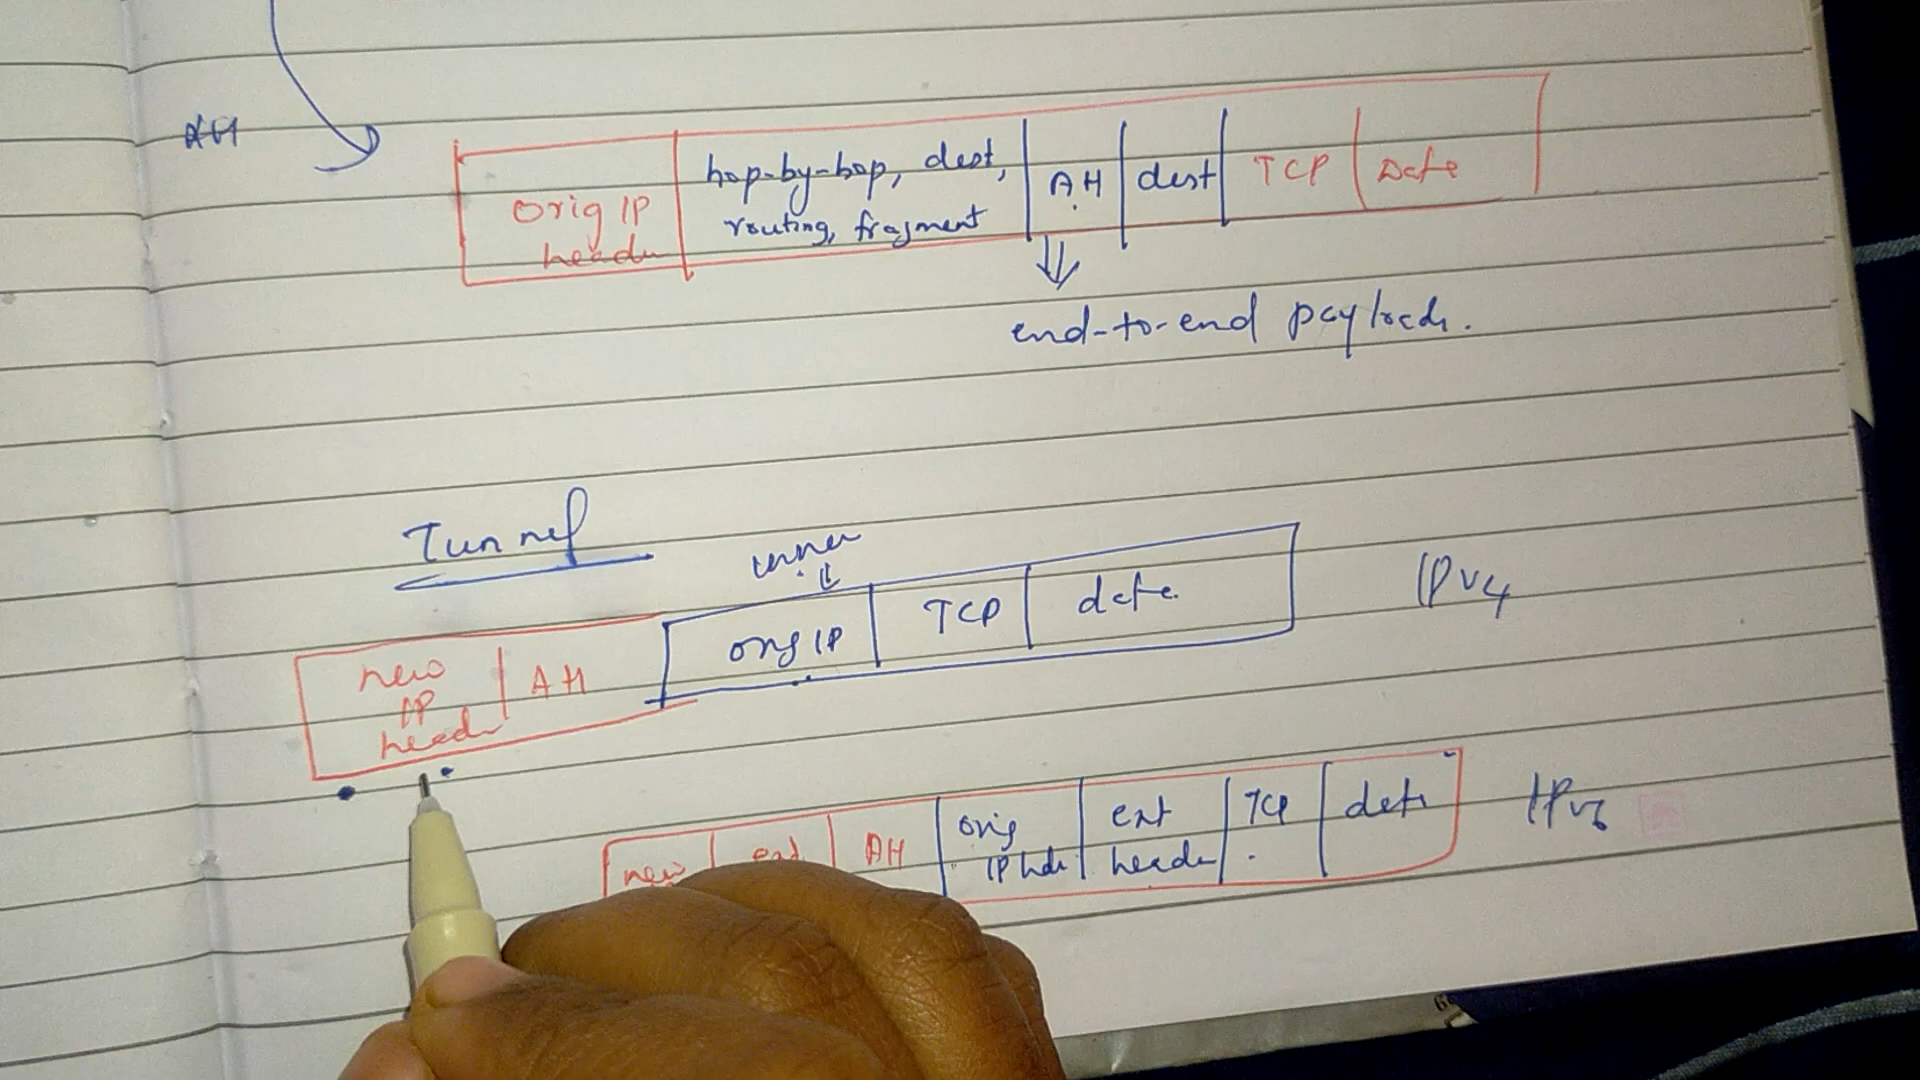 orig IP
header
hop-by-hop, dest,
routing, fragment
AH
dest
TCP
Data
end-to-end payload.
Tunnel
inner
new
IP
header
AH
orig IP
TCP
data
IPv4
new
ext
AH
orig
IP hdr
ext
header
TCP
data
IPv6